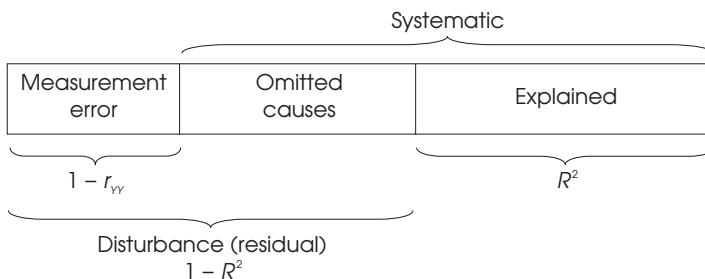 Systematic
Measurement
error
Omitted
causes
Explained
1 – r_YY
R²
Disturbance (residual)
1 – R²